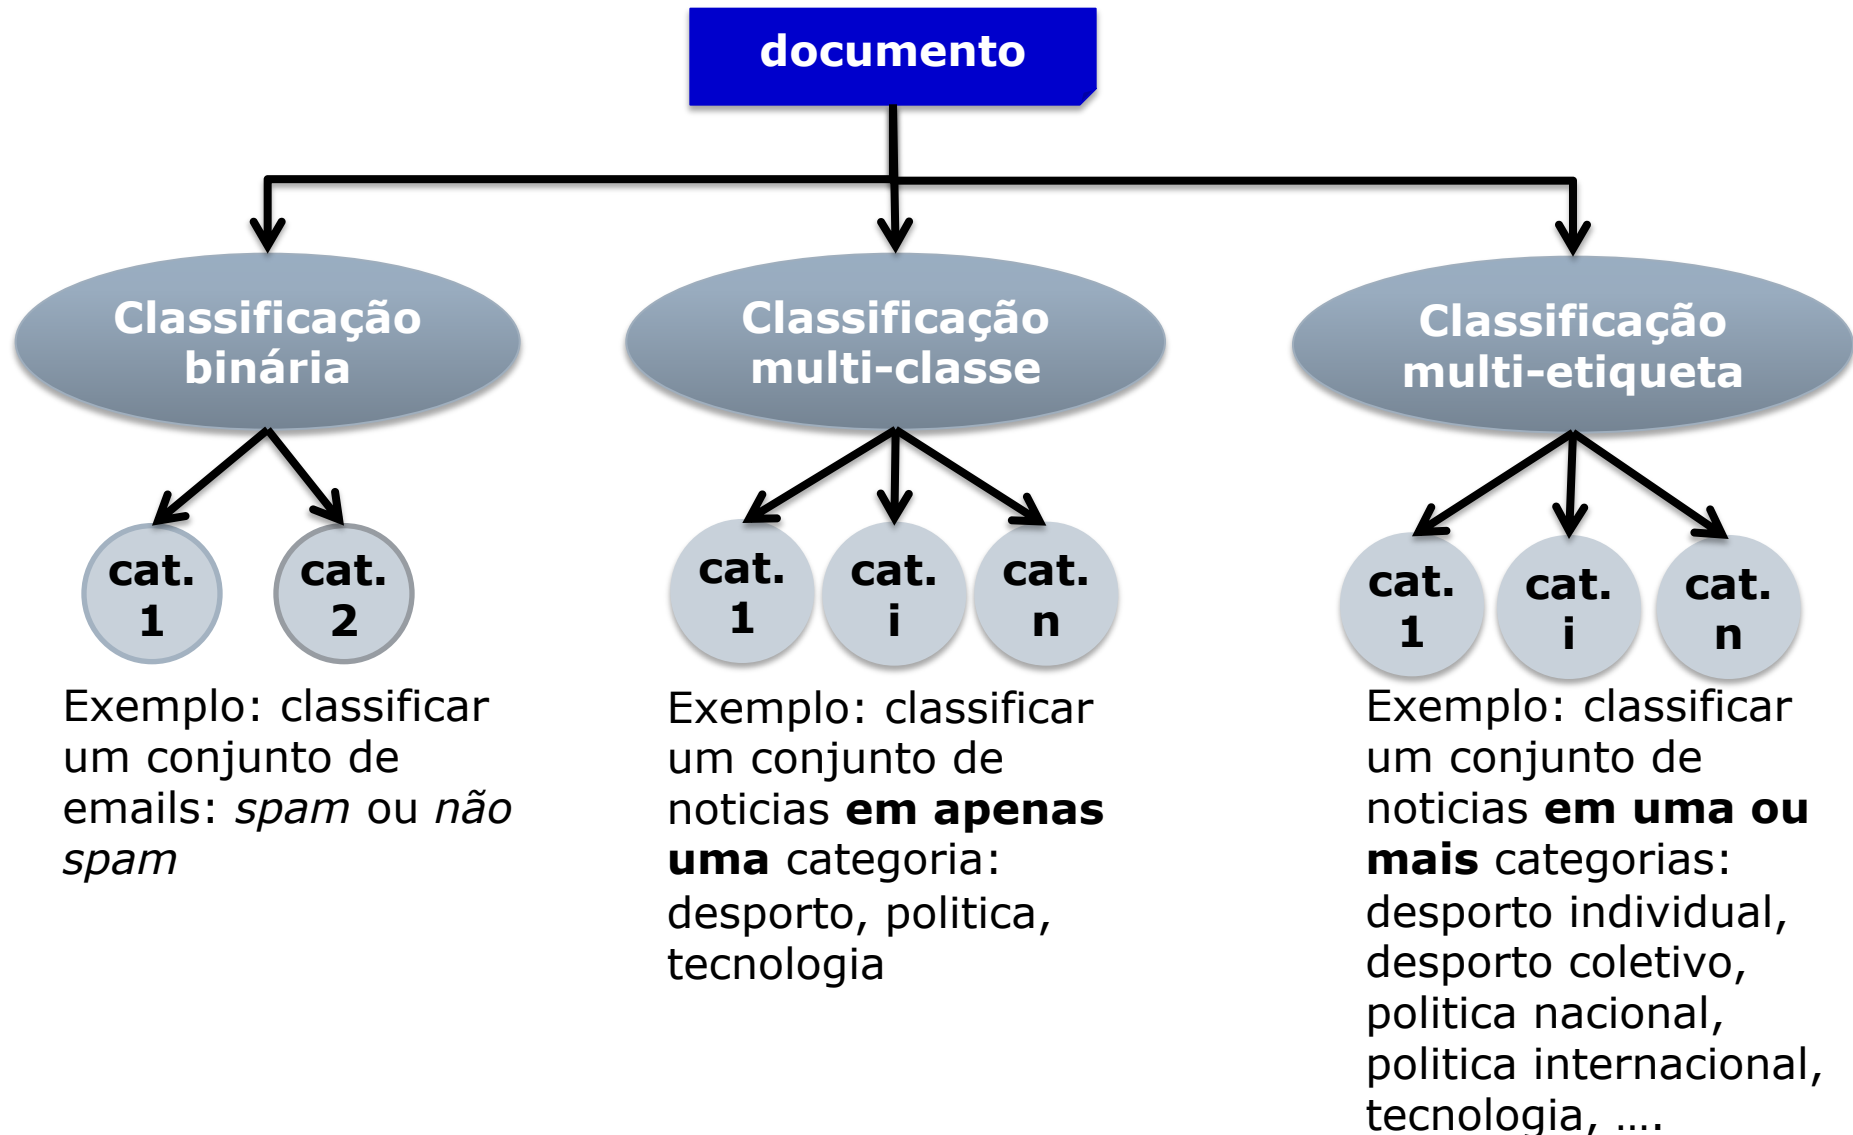 documento
Classificação
binária
Classificação
multi-classe
Classificação
multi-etiqueta
cat.
1
cat.
2
cat.
1
cat.
i
cat.
n
cat.
1
cat.
i
cat.
n
Exemplo: classificar
um conjunto de
emails: spam ou não
spam
Exemplo: classificar
um conjunto de
noticias em apenas
uma categoria:
desporto, politica,
tecnologia
Exemplo: classificar
um conjunto de
noticias em uma ou
mais categorias:
desporto individual,
desporto coletivo,
politica nacional,
politica internacional,
tecnologia, ....